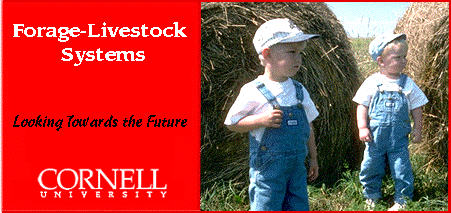 Forage-Livestock
Systems
Looking Towards the Future
CORNELL
UNIVERSITY